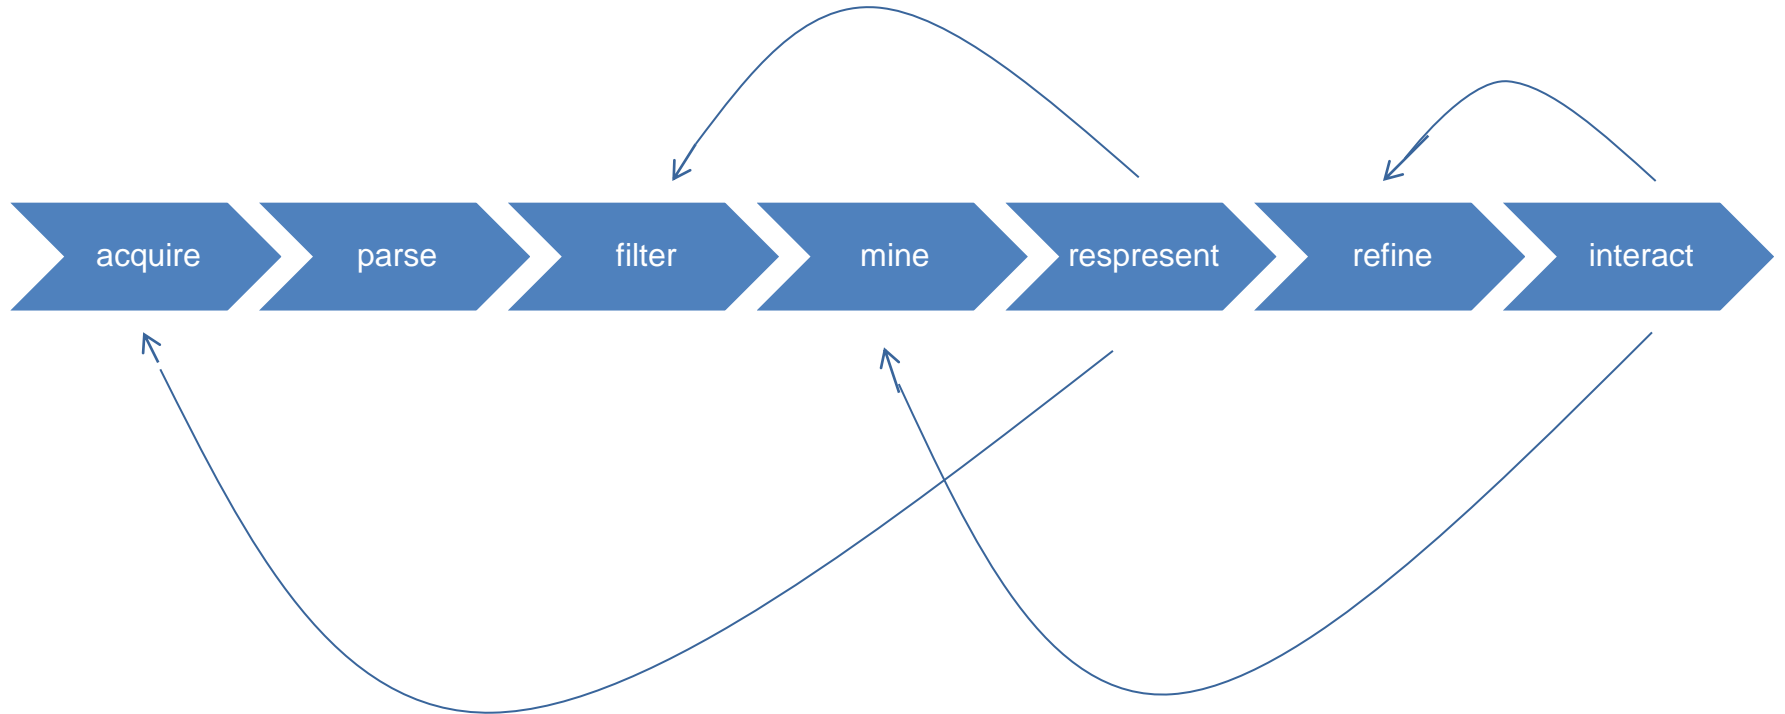 acquire
parse
filter
mine
respresent
refine
interact